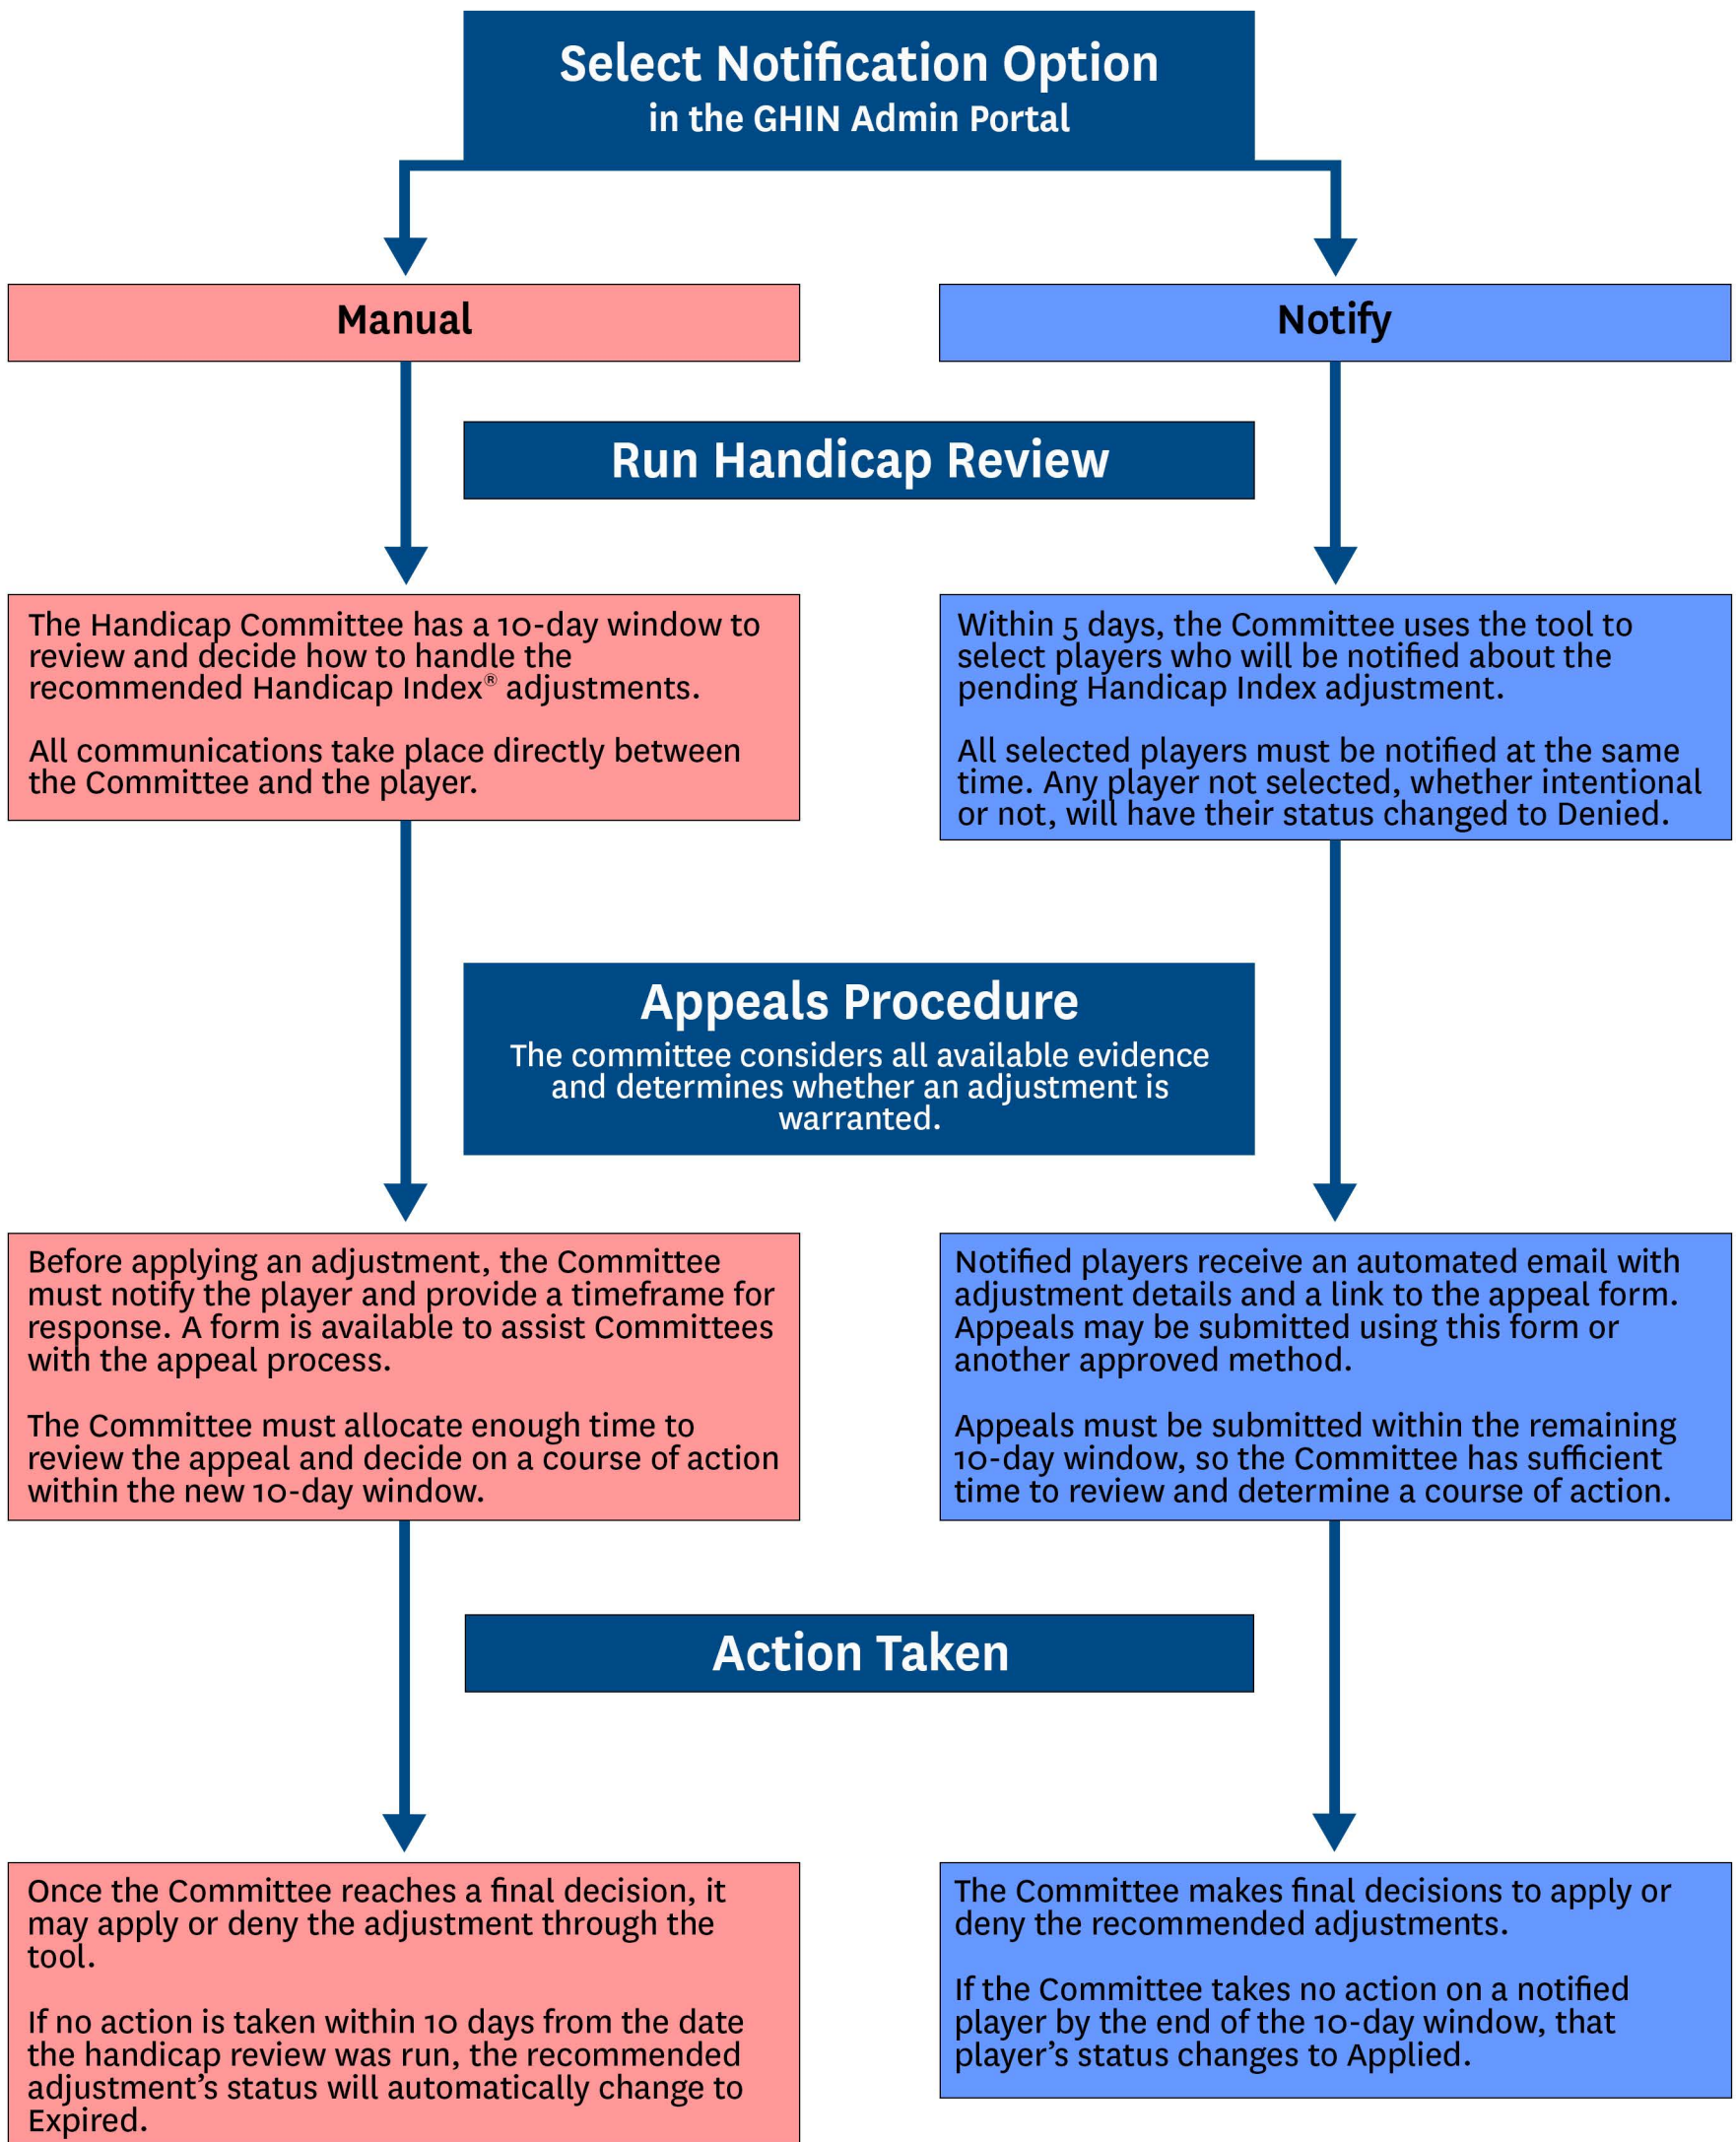 Select Notification Option
in the GHIN Admin Portal
Manual
Notify
Run Handicap Review
The Handicap Committee has a 10-day window to
review and decide how to handle the
recommended Handicap Index® adjustments.
All communications take place directly between
the Committee and the player.
Within 5 days, the Committee uses the tool to
select players who will be notified about the
pending Handicap Index adjustment.
All selected players must be notified at the same
time. Any player not selected, whether intentional
or not, will have their status changed to Denied.
Appeals Procedure
The committee considers all available evidence
and determines whether an adjustment is
warranted.
Before applying an adjustment, the Committee
must notify the player and provide a timeframe for
response. A form is available to assist Committees
with the appeal process.
The Committee must allocate enough time to
review the appeal and decide on a course of action
within the new 10-day window.
Notified players receive an automated email with
adjustment details and a link to the appeal form.
Appeals may be submitted using this form or
another approved method.
Appeals must be submitted within the remaining
10-day window, so the Committee has sufficient
time to review and determine a course of action.
Action Taken
Once the Committee reaches a final decision, it
may apply or deny the adjustment through the
tool.
If no action is taken within 10 days from the date
the handicap review was run, the recommended
adjustment's status will automatically change to
Expired.
The Committee makes final decisions to apply or
deny the recommended adjustments.
If the Committee takes no action on a notified
player by the end of the 10-day window, that
player's status changes to Applied.